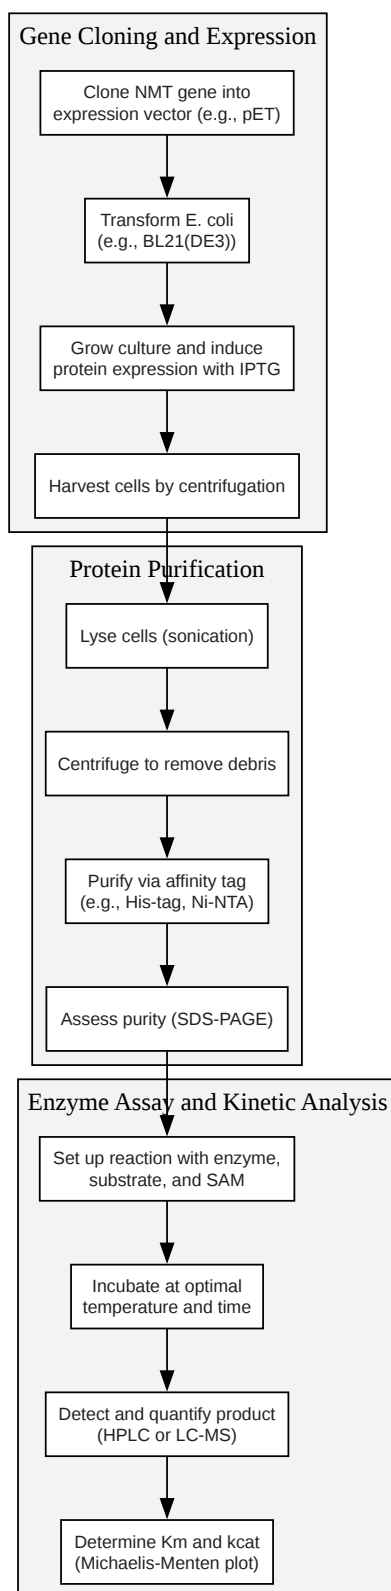 Gene Cloning and Expression
Clone NMT gene into
expression vector (e.g., pET)
Transform E. coli
(e.g., BL21(DE3))
Grow culture and induce
protein expression with IPTG
Harvest cells by centrifugation
Protein Purification
Lyse cells (sonication)
Centrifuge to remove debris
Purify via affinity tag
(e.g., His-tag, Ni-NTA)
Assess purity (SDS-PAGE)
Enzyme Assay and Kinetic Analysis
Set up reaction with enzyme,
substrate, and SAM
Incubate at optimal
temperature and time
Detect and quantify product
(HPLC or LC-MS)
Determine Km and kcat
(Michaelis-Menten plot)